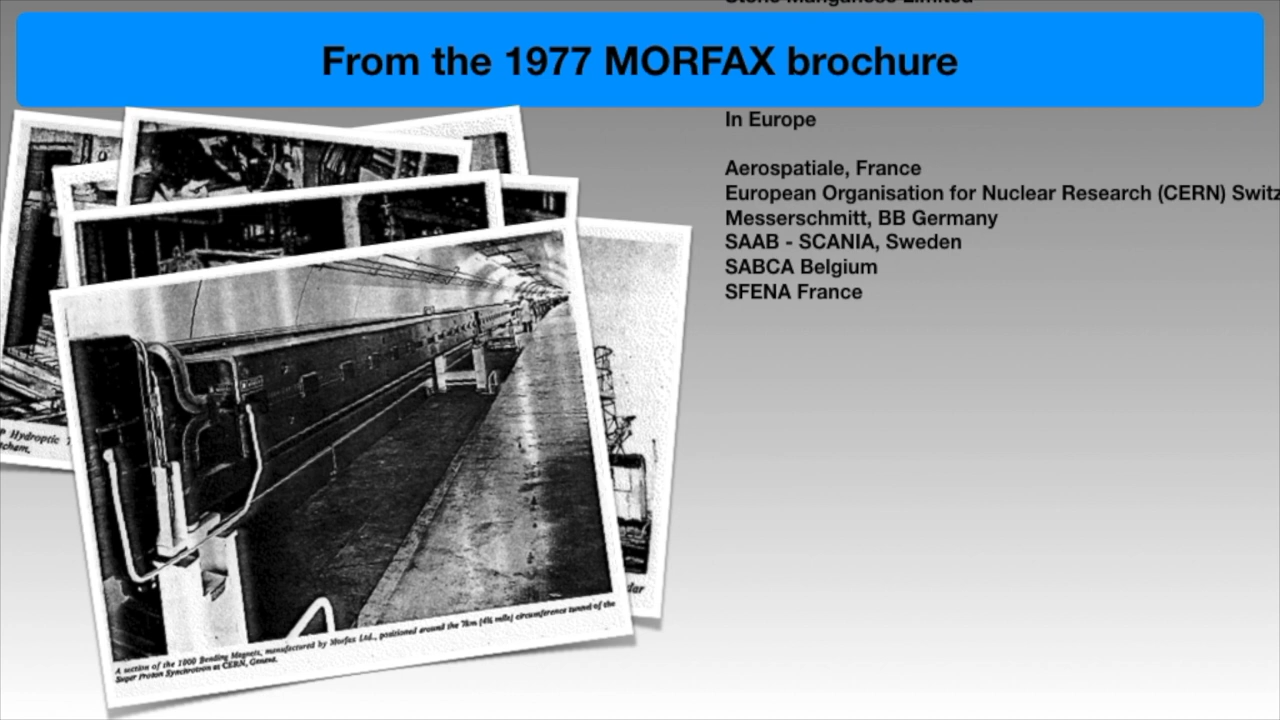 Stone Manganese Limited
From the 1977 MORFAX brochure
In Europe
Aerospatiale, France
European Organisation for Nuclear Research (CERN) Switz
Messerschmitt, BB Germany
SAAB - SCANIA, Sweden
SABCA Belgium
SFENA France
Hydroptic
A section of the 1000 Bending Magnets, manufactured by Morfax Ltd., positioned around the 7km (4½ mile) circumference tunnel of the
Super Proton Synchrotron at CERN, Geneva.